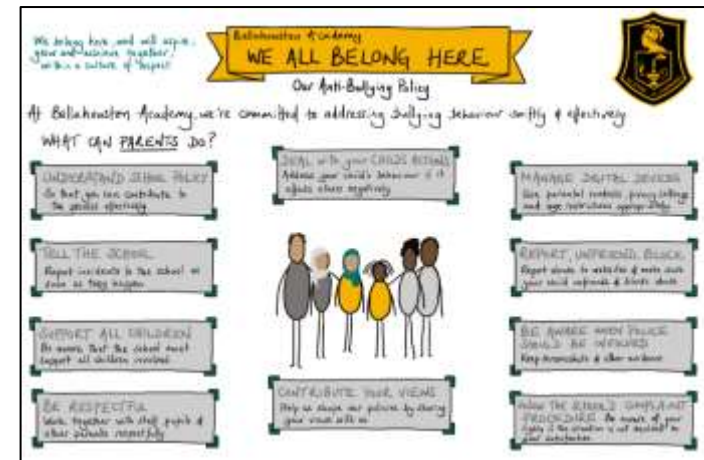 We belong here, and will aspire,
grow and achieve together,
within a culture of respect
Bellahouston Academy
WE ALL BELONG HERE
Our Anti-Bullying Policy
At Bellahouston Academy, we're committed to addressing bullying behaviour swiftly & effectively
WHAT CAN PARENTS DO?
UNDERSTAND SCHOOL POLICY
So that you can contribute to
the process effectively
TELL THE SCHOOL
Report incidents to the school as
soon as they happen
SUPPORT ALL CHILDREN
Be aware that the school must
support all children involved
BE RESPECTFUL
Work together with staff, pupils &
other parents respectfully
DEAL with your CHILD'S ACTIONS
Address your child's behaviour if it
affects others negatively
CONTRIBUTE YOUR VIEWS
Help us shape our policies by sharing
your views with us
MANAGE DIGITAL DEVICES
Use parental controls, privacy settings
and age restrictions appropriately
REPORT, UNFRIEND, BLOCK
Report abuse to websites & make sure
your child unfriends & blocks abuse
BE AWARE WHEN POLICE
SHOULD BE INVOLVED
Keep screenshots & other evidence
KNOW THE SCHOOL'S COMPLAINT
PROCEDURE Be aware of your
rights if the situation is not resolved to
your satisfaction